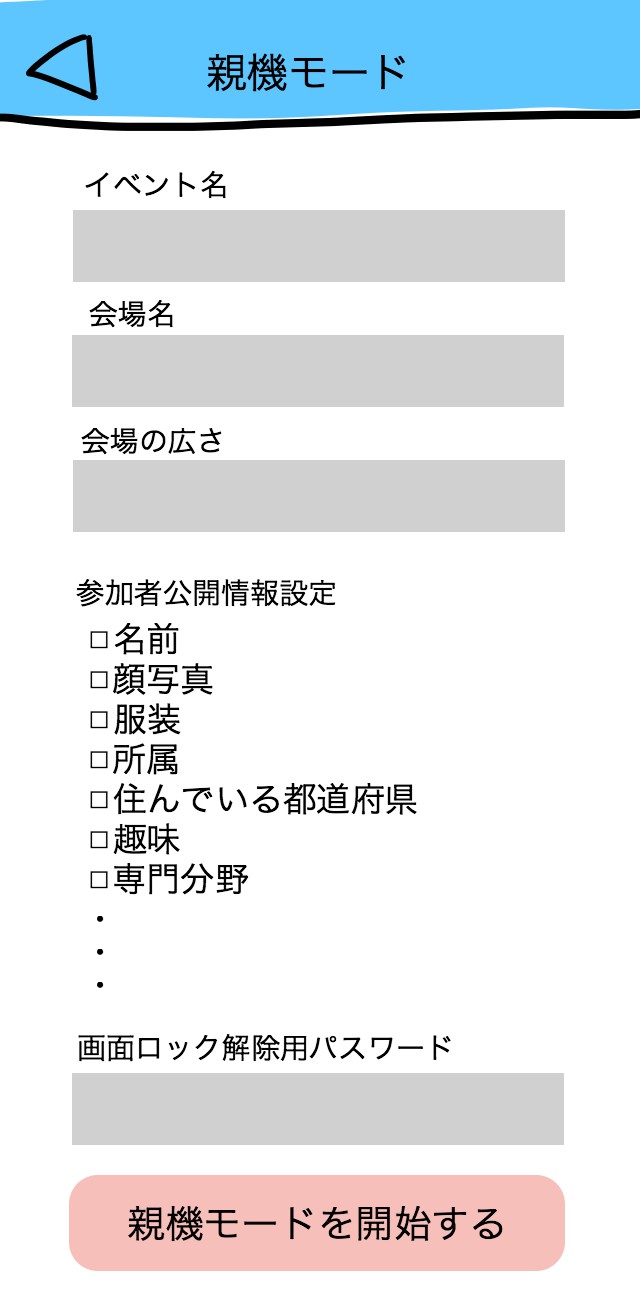 親機モード
イベント名
会場名
会場の広さ
参加者公開情報設定
□名前
□顔写真
□服装
□所属
□住んでいる都道府県
□趣味
□専門分野
・
・
・
画面ロック解除用パスワード
親機モードを開始する